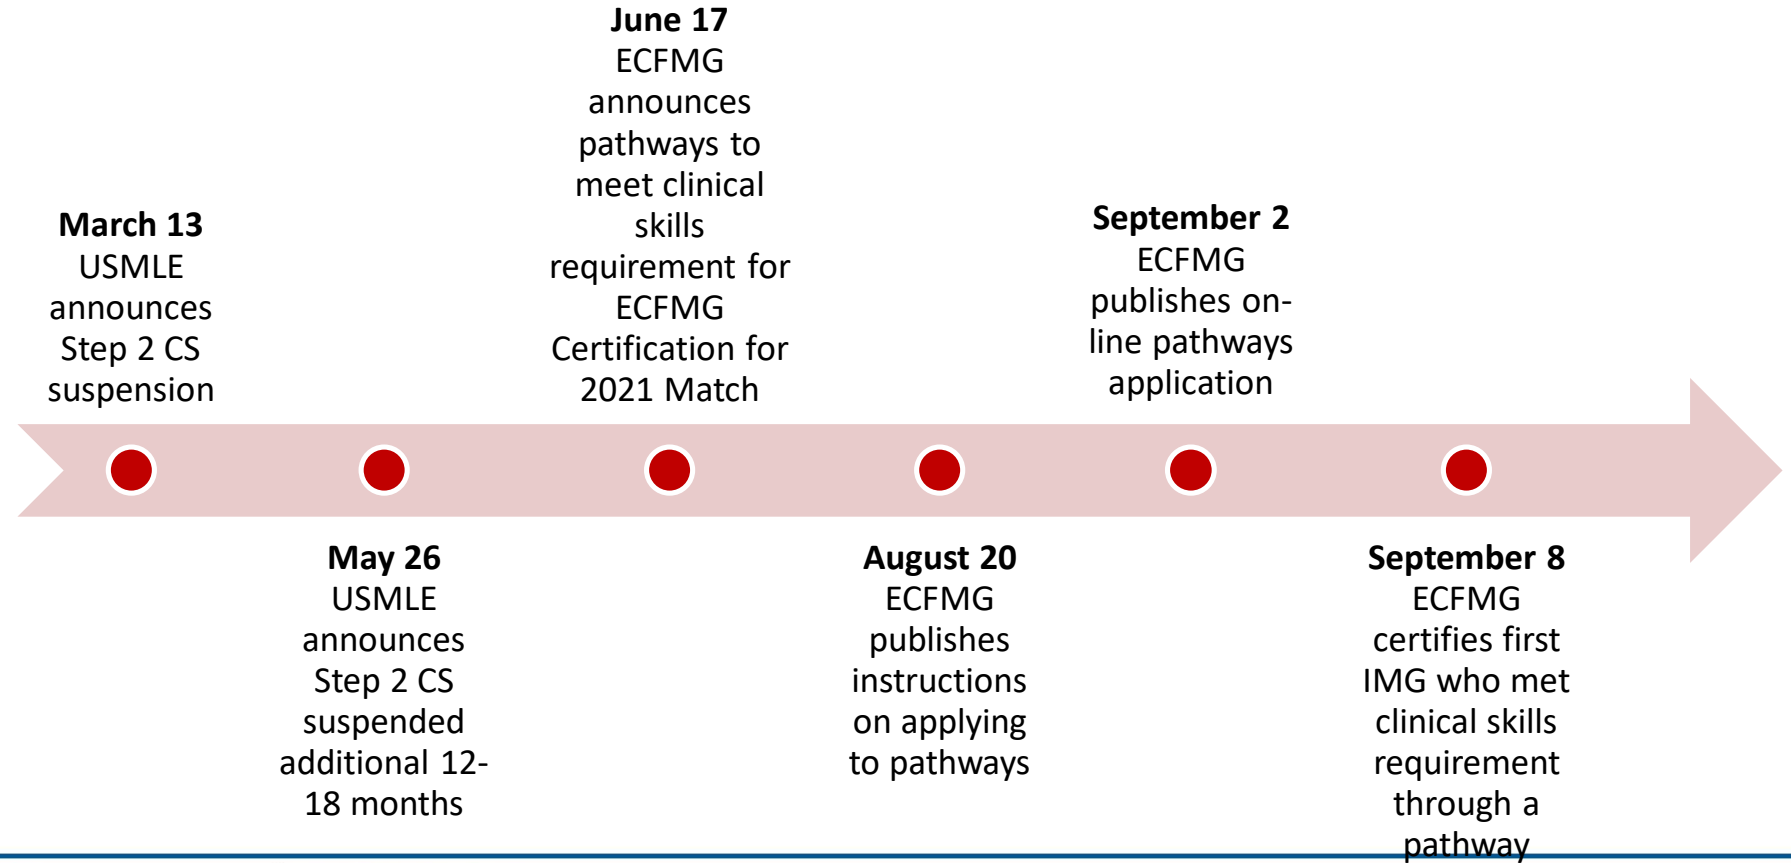 March 13
USMLE
announces
Step 2 CS
suspension
May 26
USMLE
announces
Step 2 CS
suspended
additional 12-
18 months
June 17
ECFMG
announces
pathways to
meet clinical
skills
requirement for
ECFMG
Certification for
2021 Match
August 20
ECFMG
publishes
instructions
on applying
to pathways
September 2
ECFMG
publishes on-
line pathways
application
September 8
ECFMG
certifies first
IMG who met
clinical skills
requirement
through a
pathway